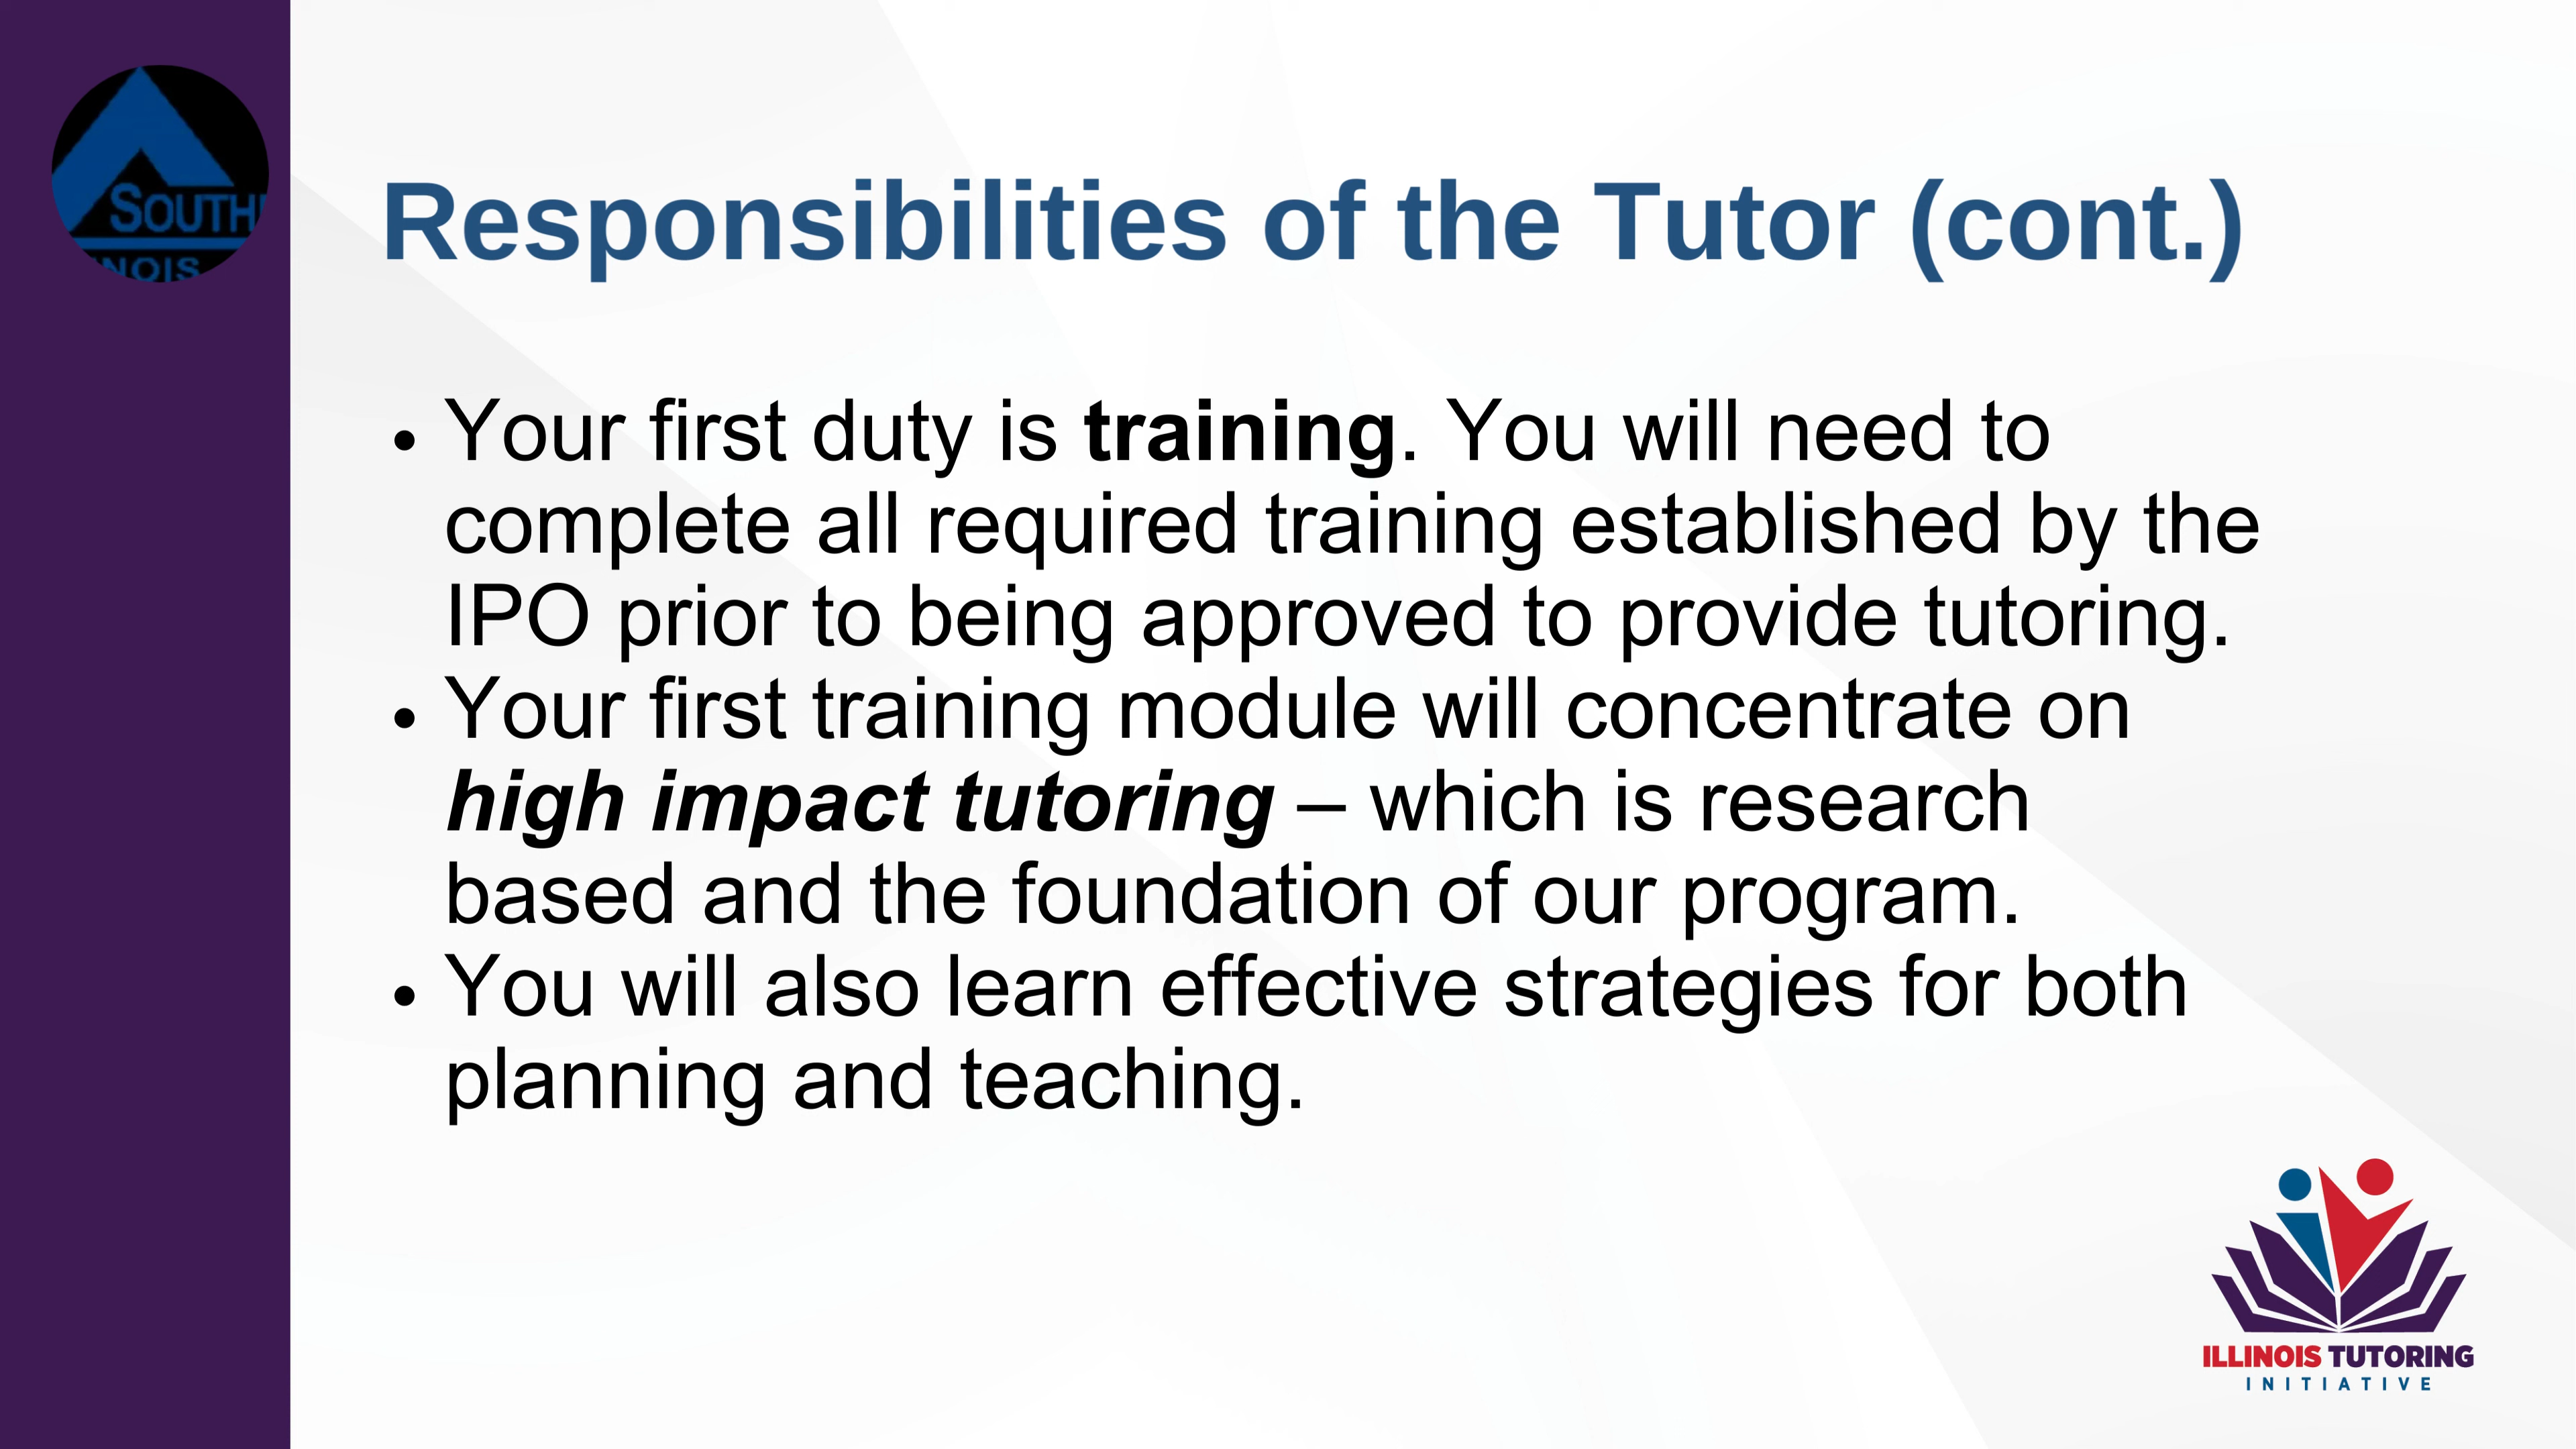 SOUTH
NOIS
Responsibilities of the Tutor (cont.)
• Your first duty is training. You will need to
complete all required training established by the
IPO prior to being approved to provide tutoring.
• Your first training module will concentrate on
high impact tutoring – which is research
based and the foundation of our program.
• You will also learn effective strategies for both
planning and teaching.
ILLINOIS TUTORING
INITIATIVE